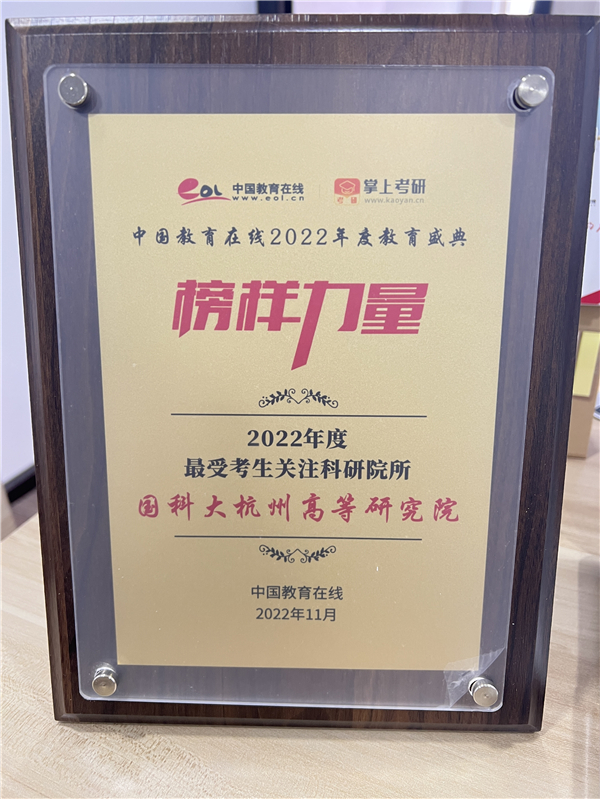 eol 中国教育在线 www.eol.cn
考研 掌上考研 www.kaoyan.cn
中国教育在线2022年度教育盛典
榜样力量
2022年度
最受考生关注科研院所
国科大杭州高等研究院
中国教育在线
2022年11月